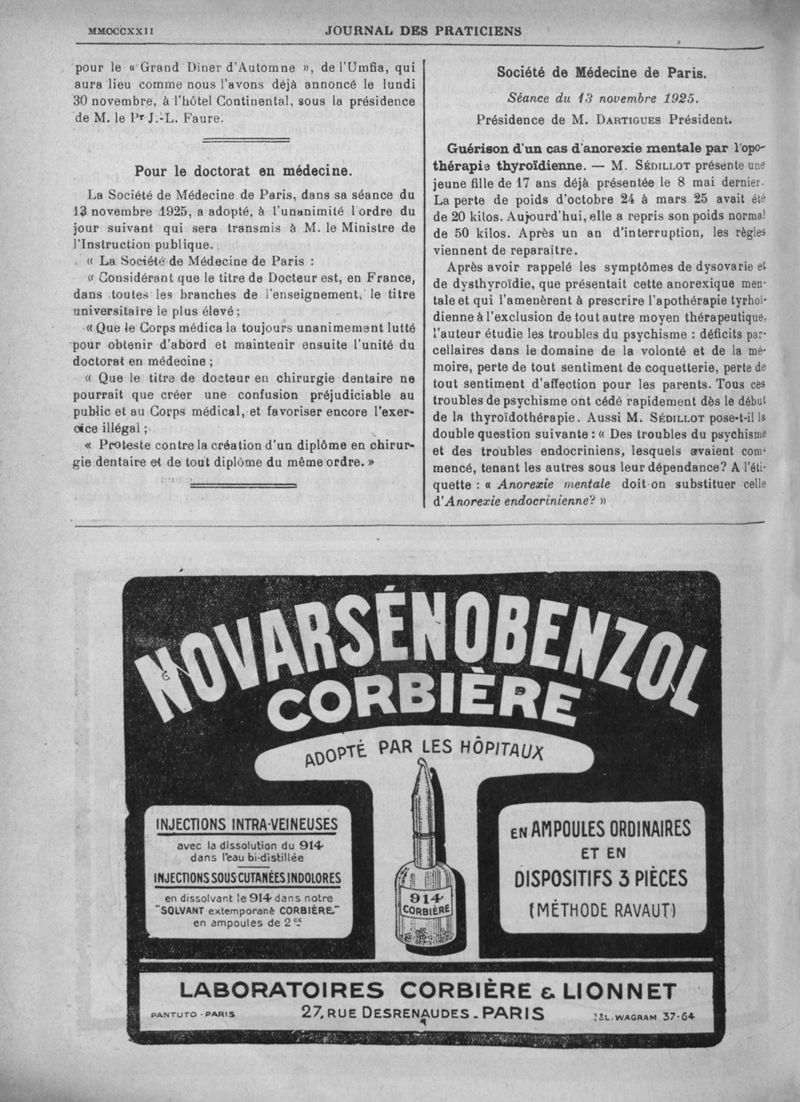 MMOCCXXII
JOURNAL DES PRATICIENS
pour le « Grand Diner d'Automne », de l'Umfia, qui
aura lieu comme nous l'avons déjà annoncé le lundi
30 novembre, à l'hôtel Continental, sous la présidence
de M. le Pr J.-L. Faure.
Pour le doctorat en médecine.
La Société de Médecine de Paris, dans sa séance du
13 novembre 1925, a adopté, à l'unanimité l'ordre du
jour suivant qui sera transmis à M. le Ministre de
l'Instruction publique.
« La Société de Médecine de Paris :
« Considérant que le titre de Docteur est, en France,
dans toutes les branches de l'enseignement, le titre
universitaire le plus élevé ;
« Que le Corps médica la toujours unanimement lutté
pour obtenir d'abord et maintenir ensuite l'unité du
doctorat en médecine ;
« Que le titre de docteur en chirurgie dentaire ne
pourrait que créer une confusion préjudiciable au
public et au Corps médical, et favoriser encore l'exer-
cice illégal ;
« Proteste contre la création d'un diplôme en chirur-
gie dentaire et de tout diplôme du même ordre. »
Société de Médecine de Paris.
Séance du 13 novembre 1925.
Présidence de M. DARTIGUES Président.
Guérison d'un cas d'anorexie mentale par l'opo-
thérapie thyroïdienne. — M. SÉDILLOT présente une
jeune fille de 17 ans déjà présentée le 8 mai dernier.
La perte de poids d'octobre 24 à mars 25 avait été
de 20 kilos. Aujourd'hui, elle a repris son poids normal
de 50 kilos. Après un an d'interruption, les règles
viennent de reparaitre.
Après avoir rappelé les symptômes de dysovarie et
de dysthyroïdie, que présentait cette anorexique men-
tale et qui l'amenèrent à prescrire l'apothérapie tyrhoï-
dienne à l'exclusion de tout autre moyen thérapeutique,
l'auteur étudie les troubles du psychisme : déficits par-
cellaires dans le domaine de la volonté et de la mé-
moire, perte de tout sentiment de coquetterie, perte de
tout sentiment d'affection pour les parents. Tous ces
troubles de psychisme ont cédé rapidement dès le début
de la thyroïdothérapie. Aussi M. SÉDILLOT pose-t-il la
double question suivante : « Des troubles du psychisme
et des troubles endocriniens, lesquels avaient com-
mencé, tenant les autres sous leur dépendance? A l'éti-
quette : « Anorexie mentale doit on substituer celle
d'Anorexie endocrinienne? »
NOVARSÉNOBENZOL
CORBIÈRE
ADOPTÉ PAR LES HÔPITAUX
INJECTIONS INTRA-VEINEUSES
avec la dissolution du 914
dans l'eau bi-distillée
INJECTIONS SOUS CUTANÉES INDOLORES
en dissolvant le 914 dans notre
"SOLVANT extemporané CORBIÈRE"
en ampoules de 2cc
914
CORBIÈRE
EN AMPOULES ORDINAIRES
ET EN
DISPOSITIFS 3 PIÈCES
(MÉTHODE RAVAUT)
LABORATOIRES CORBIÈRE & LIONNET
PANTUTO - PARIS
27, RUE DESRENAUDES - PARIS
TÉL. WAGRAM 37-64